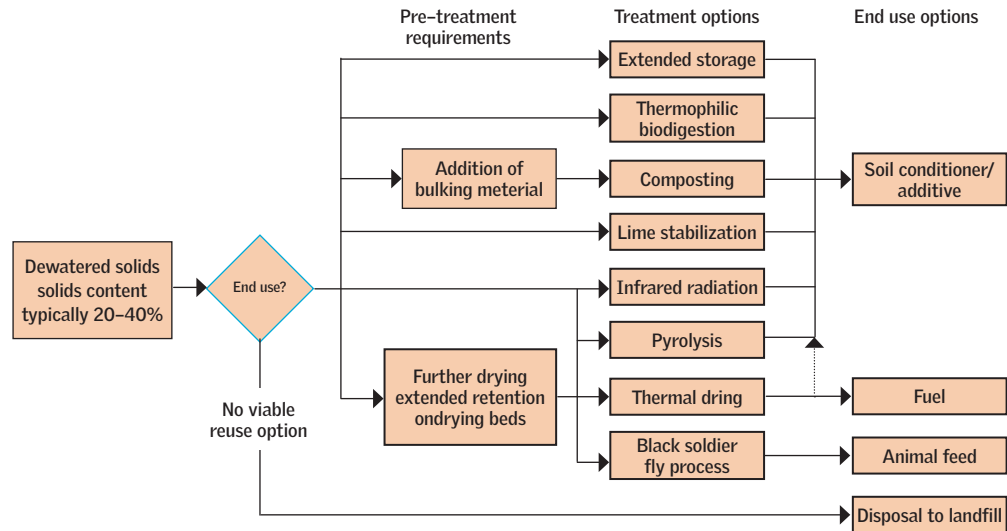 Pre–treatment
requirements
Treatment options
End use options
Extended storage
Thermophilic
biodigestion
Addition of
bulking meterial
Composting
Soil conditioner/
additive
Lime stabilization
Dewatered solids
solids content
typically 20–40%
End use?
Infrared radiation
Pyrolysis
Further drying
extended retention
ondrying beds
Thermal dring
Fuel
No viable
reuse option
Black soldier
fly process
Animal feed
Disposal to landfill